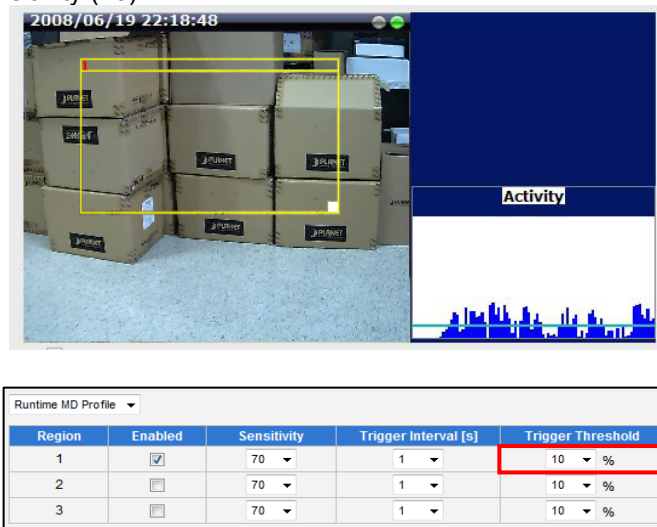 2008/06/19 22:18:48
1
PLANET
PLANET
PLANET
PLANET
PLANET
PLANET
Activity
Runtime MD Profile
Region Enabled Sensitivity Trigger Interval [s] Trigger Threshold
1 70 1 10 %
2 70 1 10 %
3 70 1 10 %